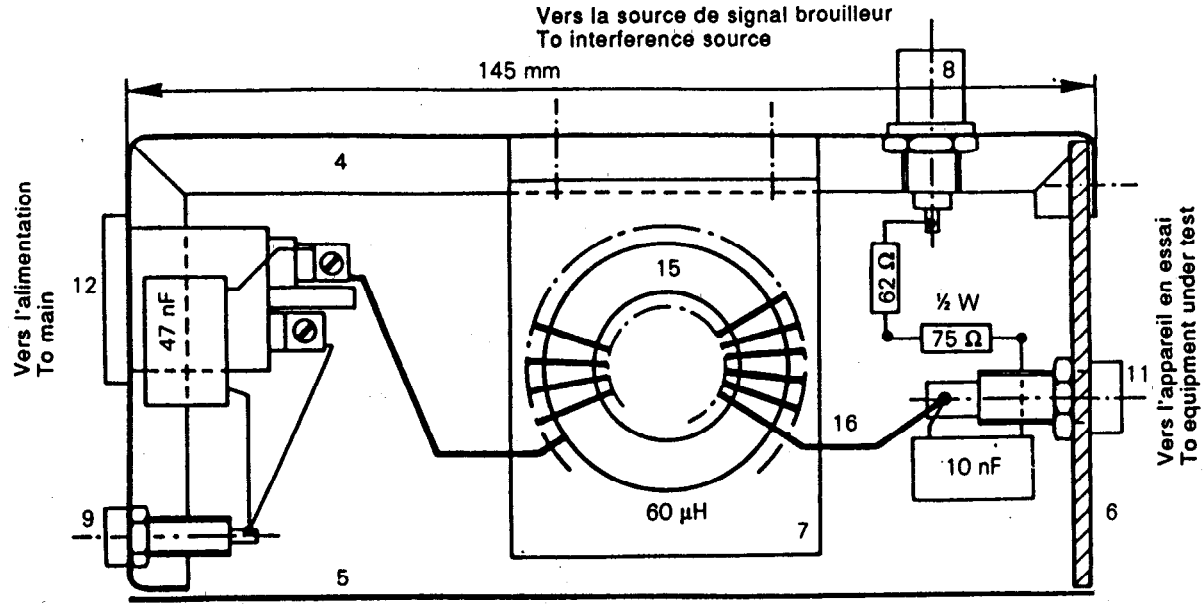 Vers la source de signal brouilleur
To interference source
145 mm
8
4
Vers l'alimentation
To main
12
47 nF
15
62 Ω
½ W
75 Ω
11
Vers l'appareil en essai
To equipment under test
16
10 nF
9
60 µH
7
6
5